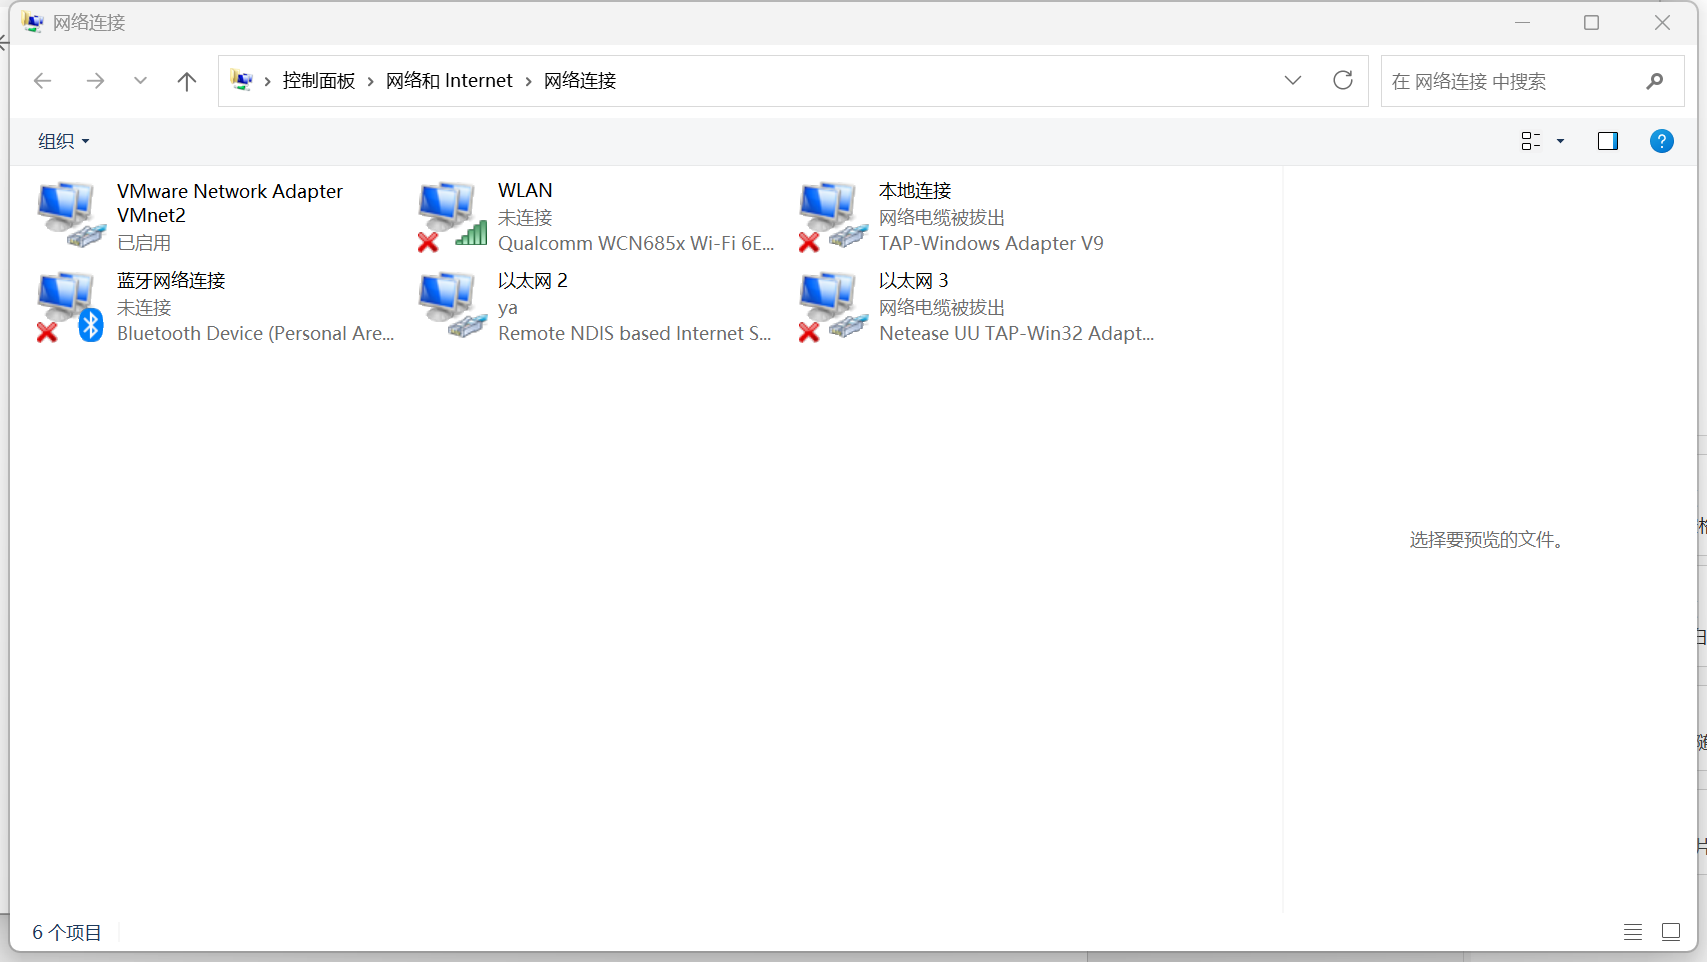 网络连接
控制面板 › 网络和 Internet › 网络连接
在 网络连接 中搜索
组织
VMware Network Adapter
VMnet2
已启用
WLAN
未连接
Qualcomm WCN685x Wi-Fi 6E...
本地连接
网络电缆被拔出
TAP-Windows Adapter V9
蓝牙网络连接
未连接
Bluetooth Device (Personal Are...
以太网 2
ya
Remote NDIS based Internet S...
以太网 3
网络电缆被拔出
Netease UU TAP-Win32 Adapt...
选择要预览的文件。
6 个项目